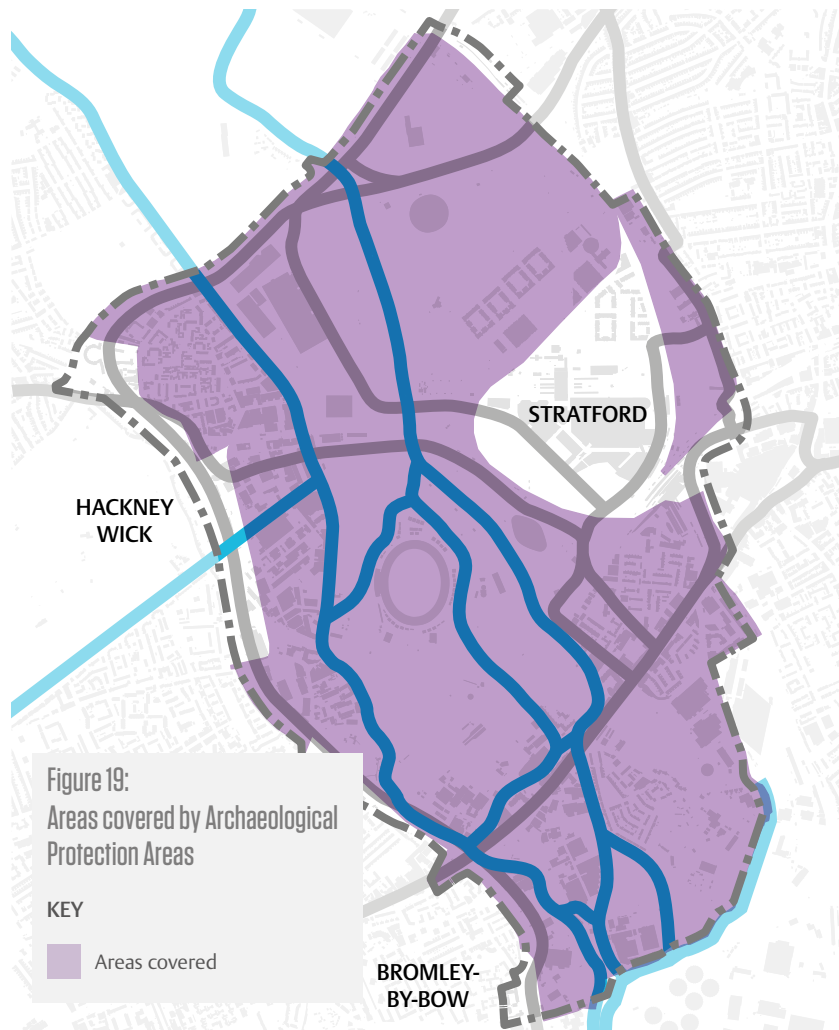 STRATFORD
HACKNEY
WICK
Figure 19:
Areas covered by Archaeological
Protection Areas
KEY
Areas covered
BROMLEY-
BY-BOW